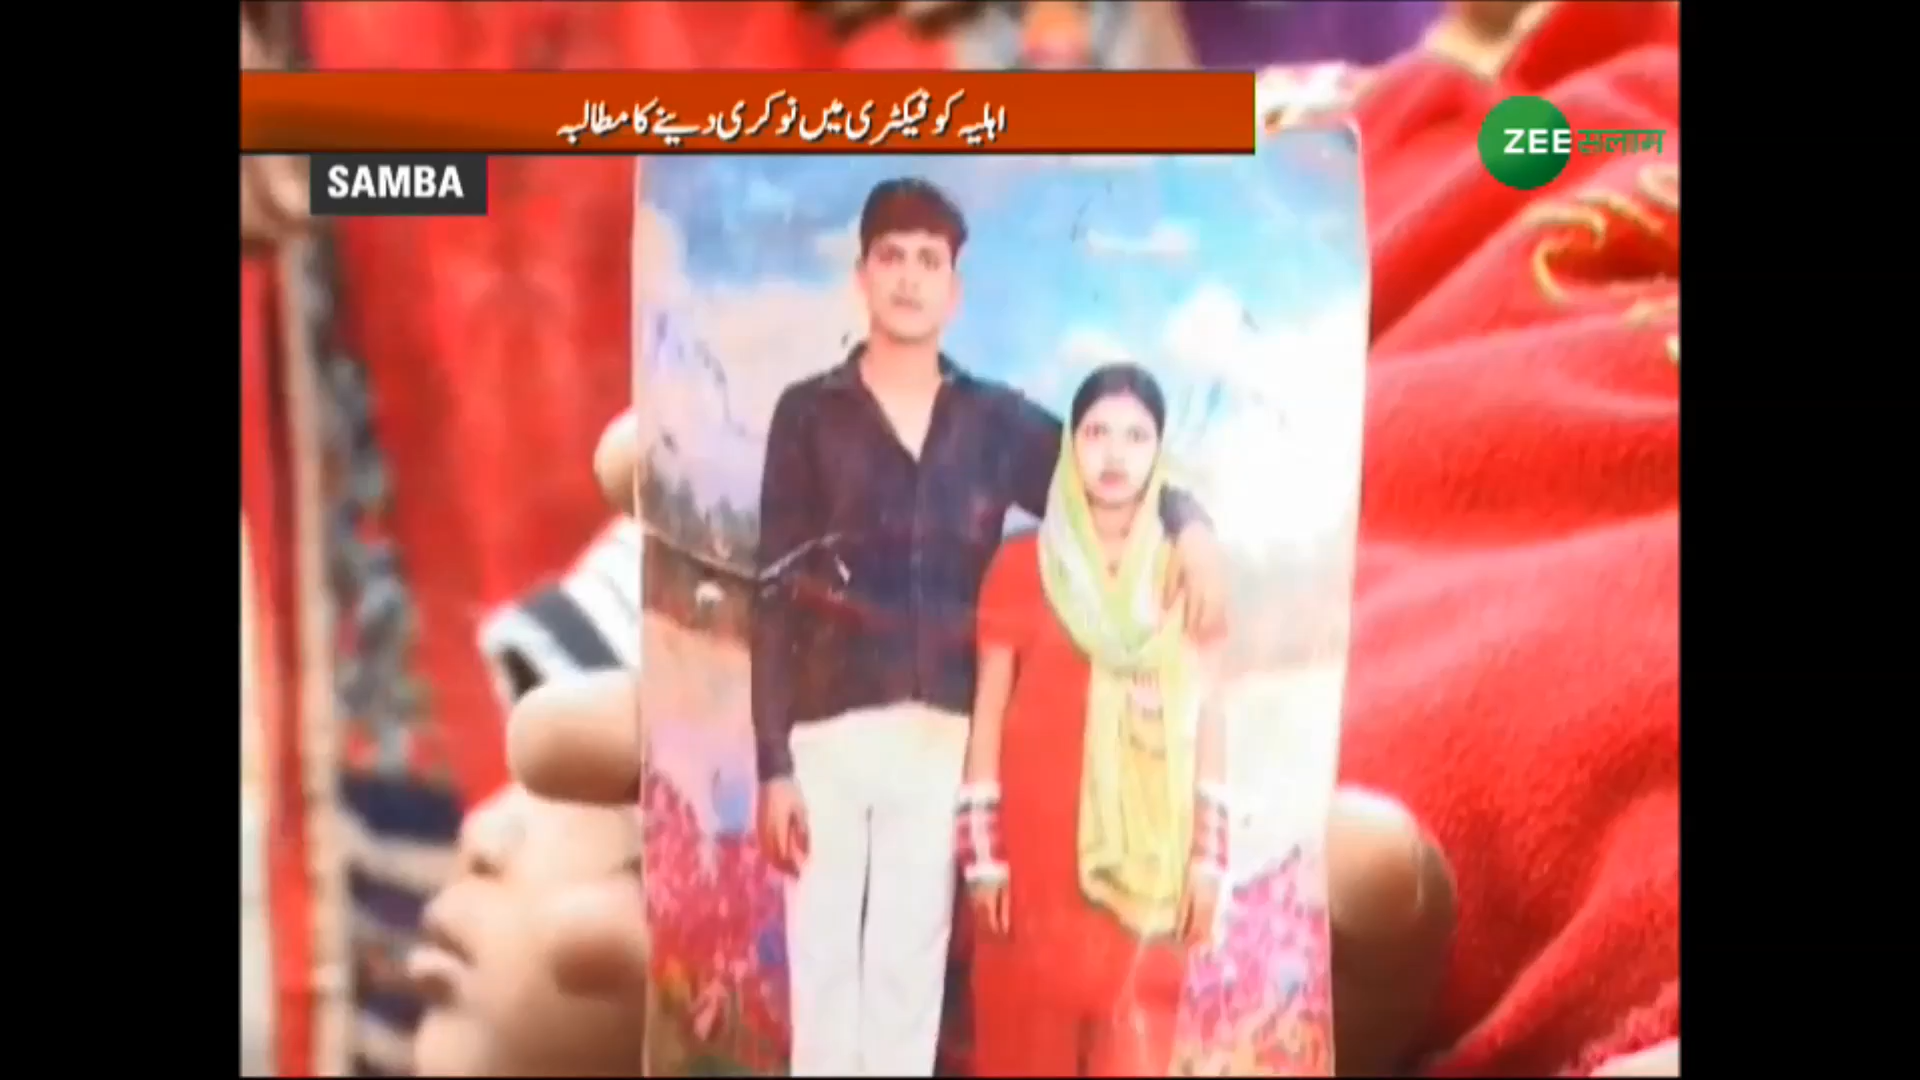 اہلیہ کو فیکٹری میں نوکری دینے کا مطالبہ
SAMBA
ZEE सलाम